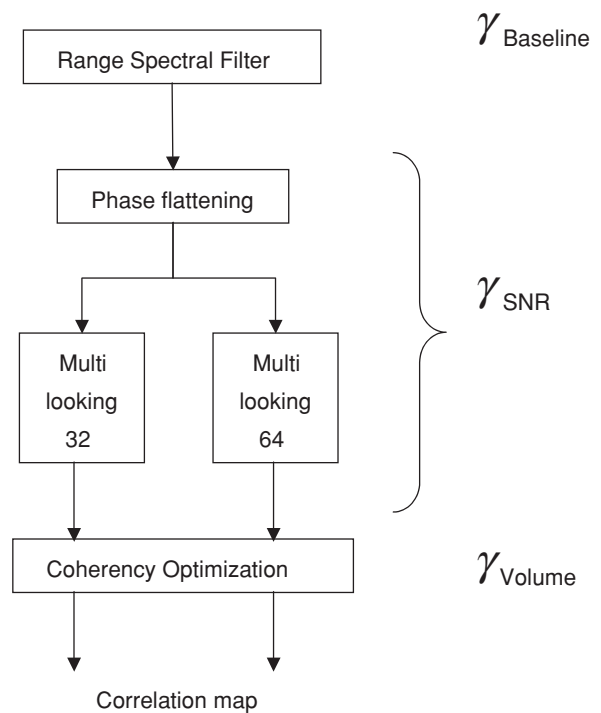 γ Baseline
Range Spectral Filter
Phase flattening
γ SNR
Multi
looking
32
Multi
looking
64
Coherency Optimization
γ Volume
Correlation map